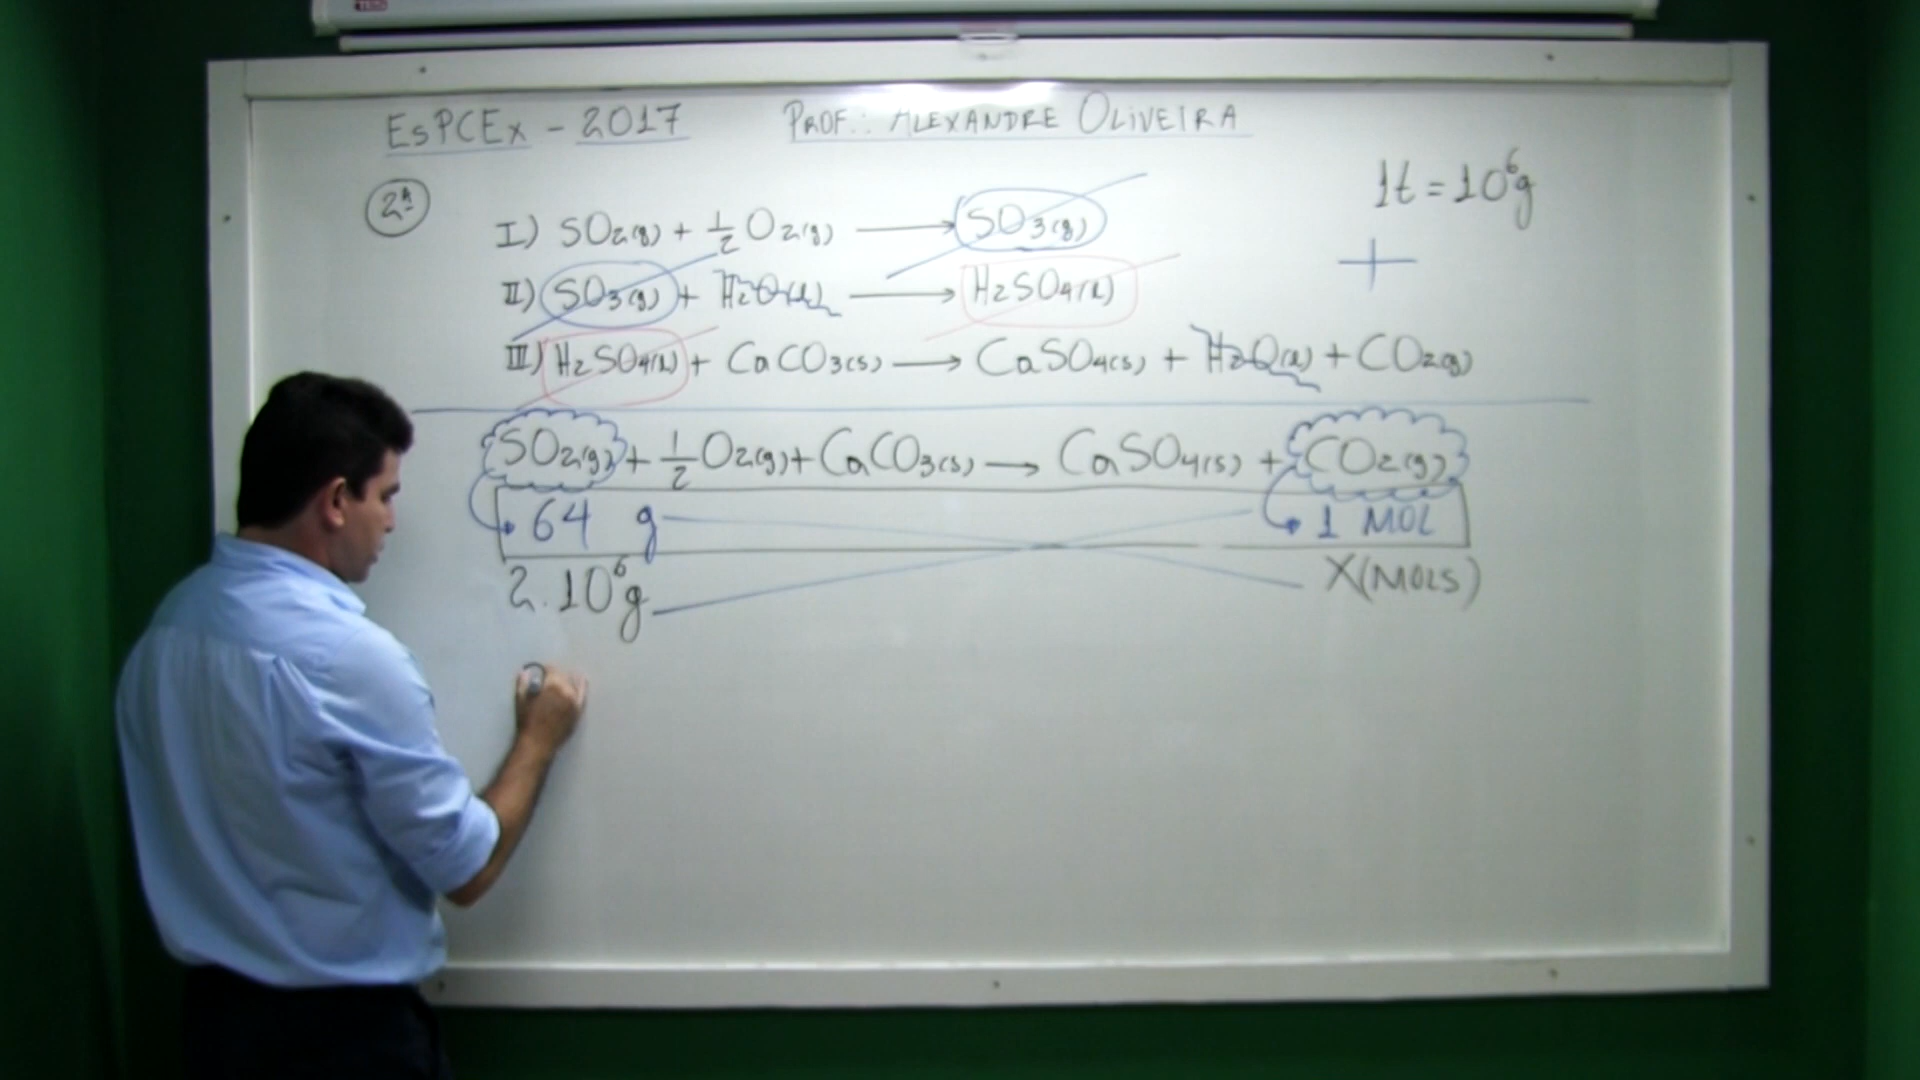 EsPCEx - 2017 PROF.: ALEXANDRE OLIVEIRA
1t = 10⁶g
2ª
I) SO₂(g) + 1/2 O₂(g) ⟶ SO₃(g)
+
II) SO₃(g) + H₂O(l) ⟶ H₂SO₄(l)
III) H₂SO₄(l) + CaCO₃(s) ⟶ CaSO₄(s) + H₂O(l) + CO₂(g)
SO₂(g) + 1/2 O₂(g) + CaCO₃(s) ⟶ CaSO₄(s) + CO₂(g)
64 g 1 MOL
2.10⁶g X(MOLS)